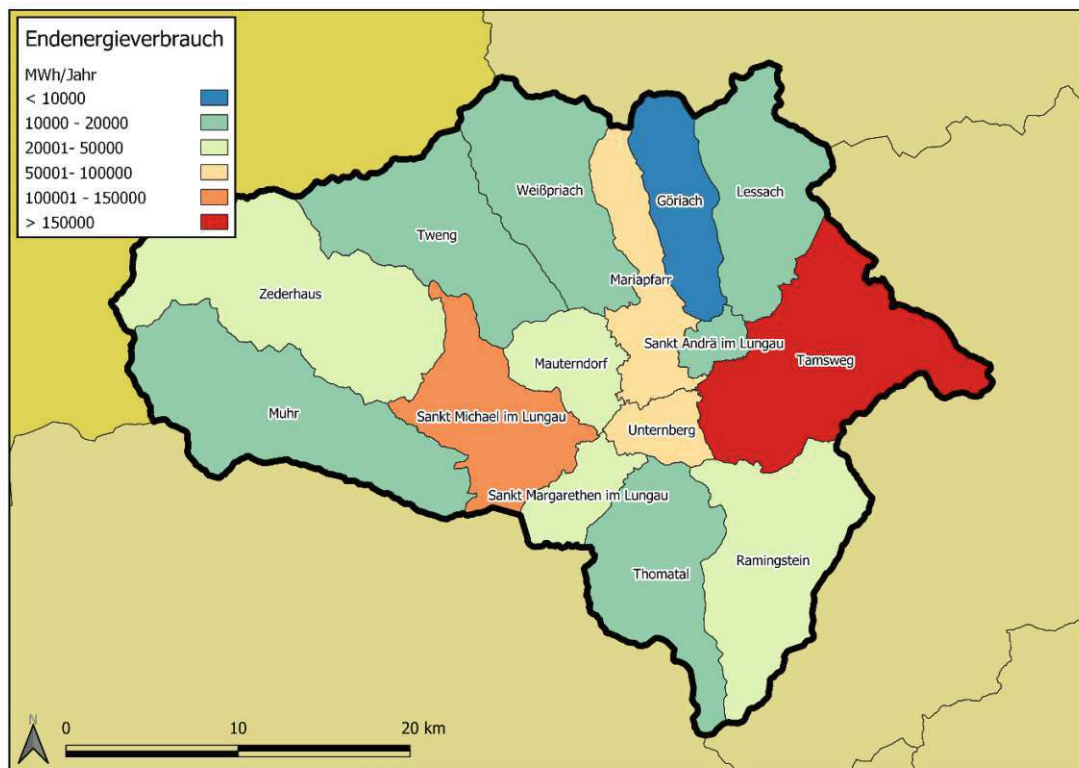 Endenergieverbrauch
MWh/Jahr
< 10000
10000 - 20000
20001- 50000
50001- 100000
100001 - 150000
> 150000
Weißpriach
Göriach
Lessach
Tweng
Mariapfarr
Zederhaus
Sankt Andrä im Lungau
Mauterndorf
Tamsweg
Muhr
Sankt Michael im Lungau
Unternberg
Sankt Margarethen im Lungau
Thomatal
Ramingstein
N
0 10 20 km